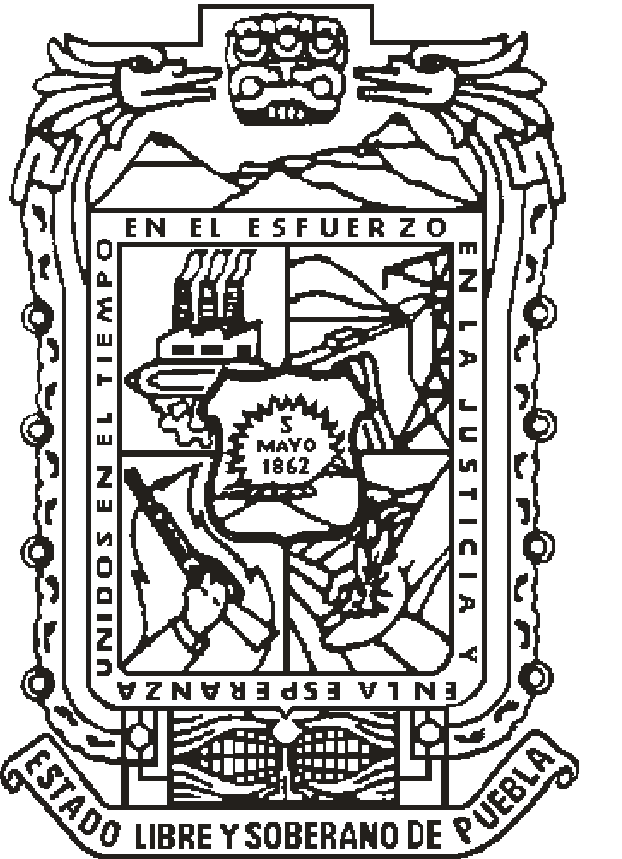 EN EL ESFUERZO
EN LA JUSTICIA Y
EN LA ESPERANZA
UNIDOS EN EL TIEMPO
5
MAYO
1862
ESTADO LIBRE Y SOBERANO DE PUEBLA